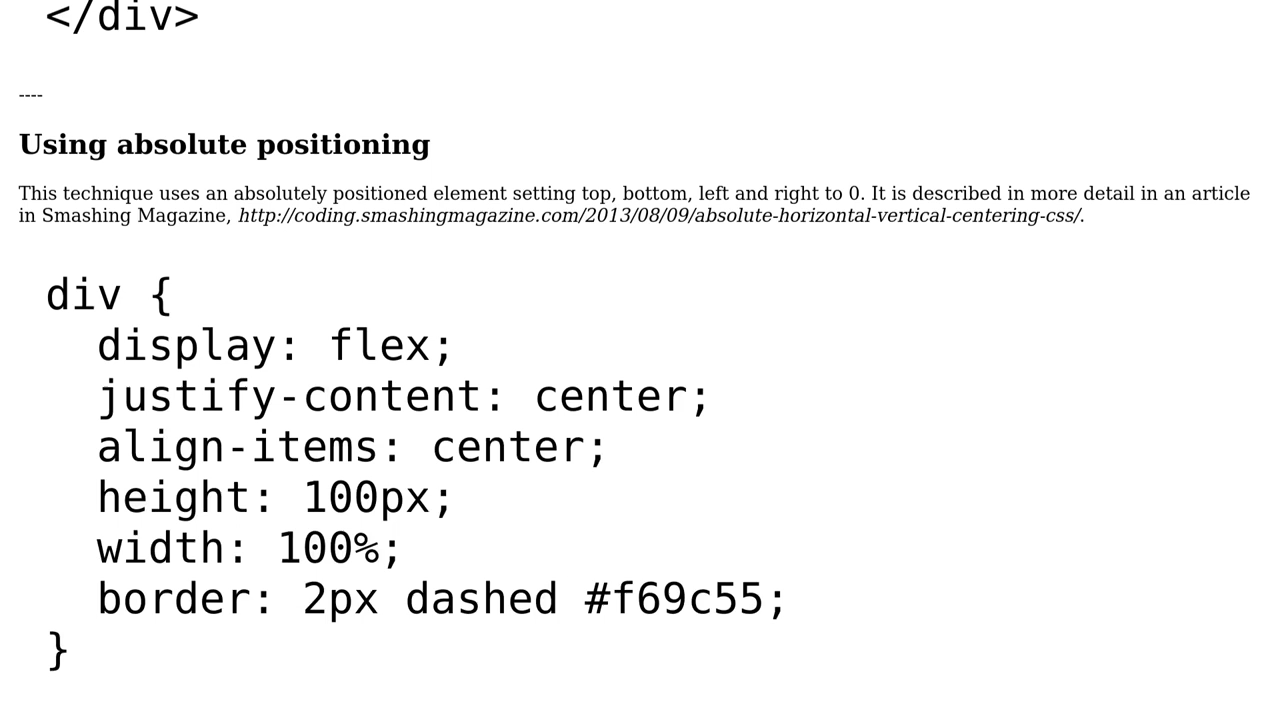 </div>
----
Using absolute positioning
This technique uses an absolutely positioned element setting top, bottom, left and right to 0. It is described in more detail in an article
in Smashing Magazine, http://coding.smashingmagazine.com/2013/08/09/absolute-horizontal-vertical-centering-css/.
div {
  display: flex;
  justify-content: center;
  align-items: center;
  height: 100px;
  width: 100%;
  border: 2px dashed #f69c55;
}